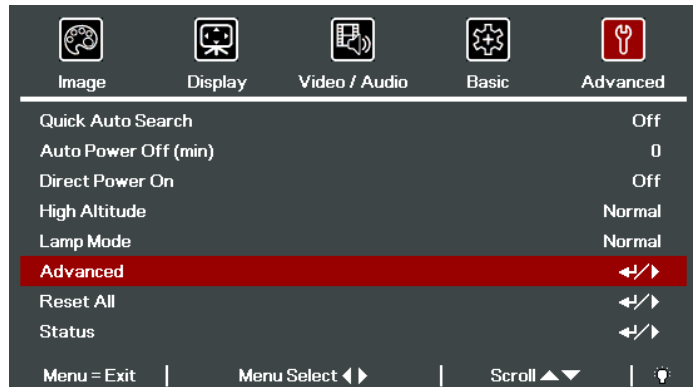 Image Display Video / Audio Basic Advanced
Quick Auto Search Off
Auto Power Off (min) 0
Direct Power On Off
High Altitude Normal
Lamp Mode Normal
Advanced
Reset All
Status
Menu = Exit Menu Select Scroll